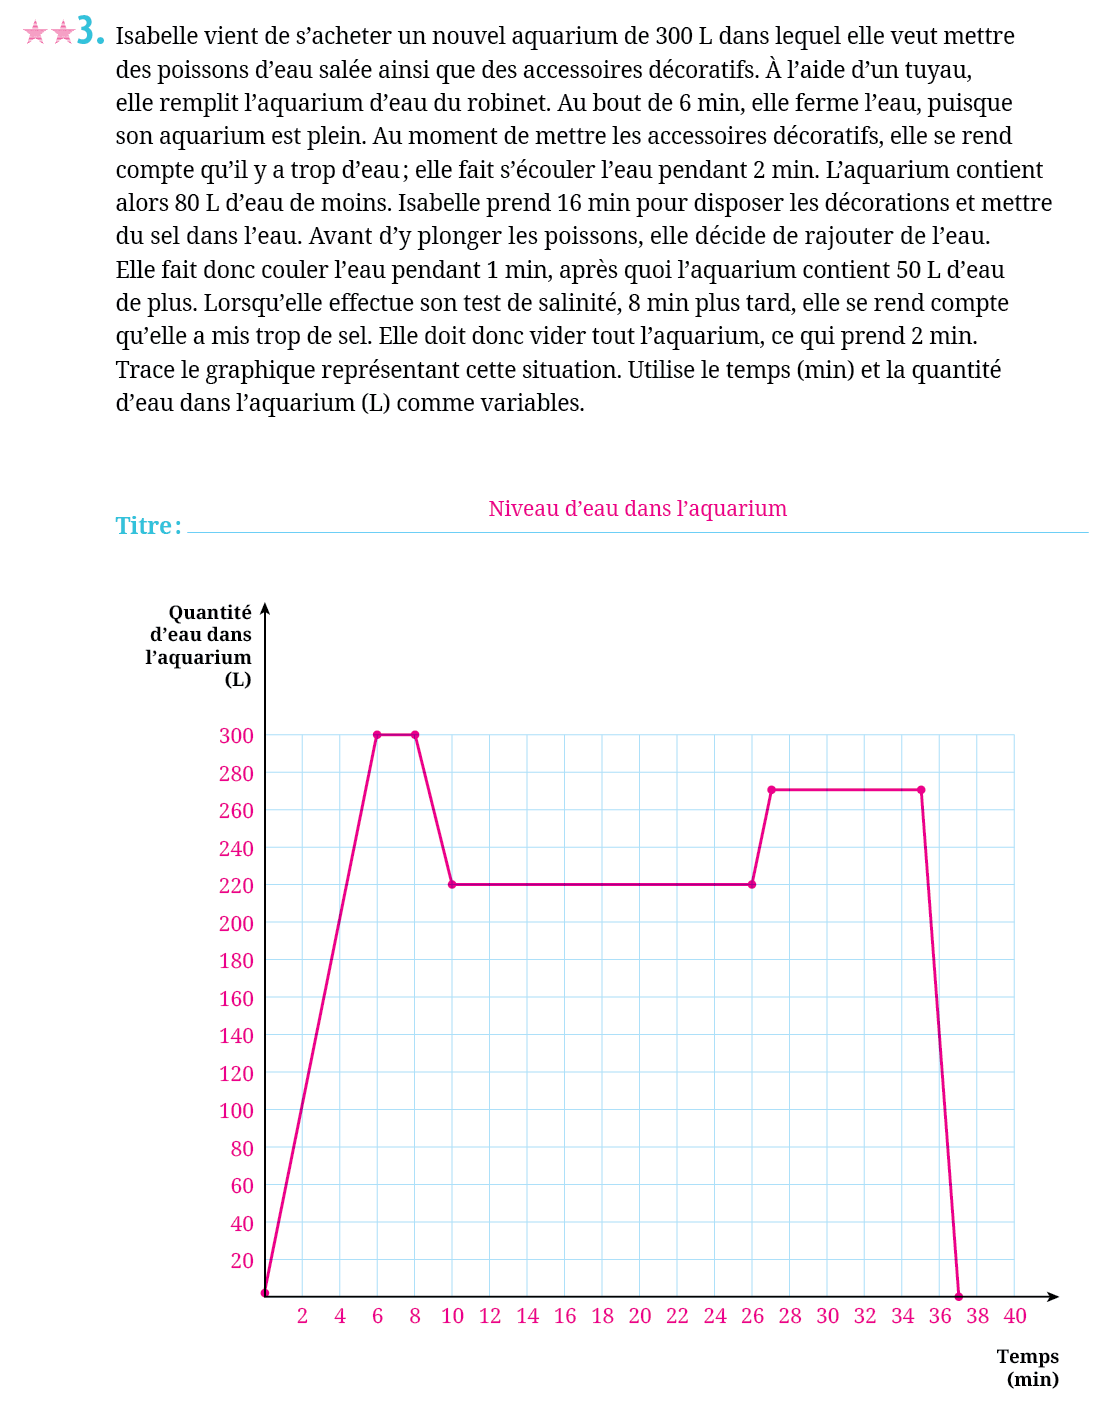 3. Isabelle vient de s’acheter un nouvel aquarium de 300 L dans lequel elle veut mettre
des poissons d’eau salée ainsi que des accessoires décoratifs. À l’aide d’un tuyau,
elle remplit l’aquarium d’eau du robinet. Au bout de 6 min, elle ferme l’eau, puisque
son aquarium est plein. Au moment de mettre les accessoires décoratifs, elle se rend
compte qu’il y a trop d’eau ; elle fait s’écouler l’eau pendant 2 min. L’aquarium contient
alors 80 L d’eau de moins. Isabelle prend 16 min pour disposer les décorations et mettre
du sel dans l’eau. Avant d’y plonger les poissons, elle décide de rajouter de l’eau.
Elle fait donc couler l’eau pendant 1 min, après quoi l’aquarium contient 50 L d’eau
de plus. Lorsqu’elle effectue son test de salinité, 8 min plus tard, elle se rend compte
qu’elle a mis trop de sel. Elle doit donc vider tout l’aquarium, ce qui prend 2 min.
Trace le graphique représentant cette situation. Utilise le temps (min) et la quantité
d’eau dans l’aquarium (L) comme variables.
Titre : Niveau d’eau dans l’aquarium
Quantité
d’eau dans
l’aquarium
(L)
300
280
260
240
220
200
180
160
140
120
100
80
60
40
20
2 4 6 8 10 12 14 16 18 20 22 24 26 28 30 32 34 36 38 40
Temps
(min)